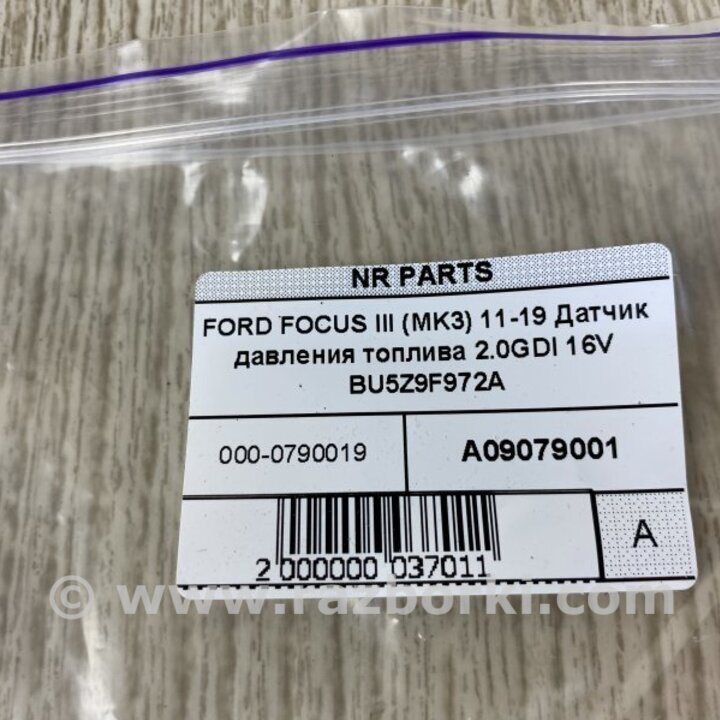 NR PARTS
FORD FOCUS III (MK3) 11-19 Датчик
давления топлива 2.0GDI 16V
BU5Z9F972A
000-0790019
A09079001
A
2 000000 037011
© www.razborki.com